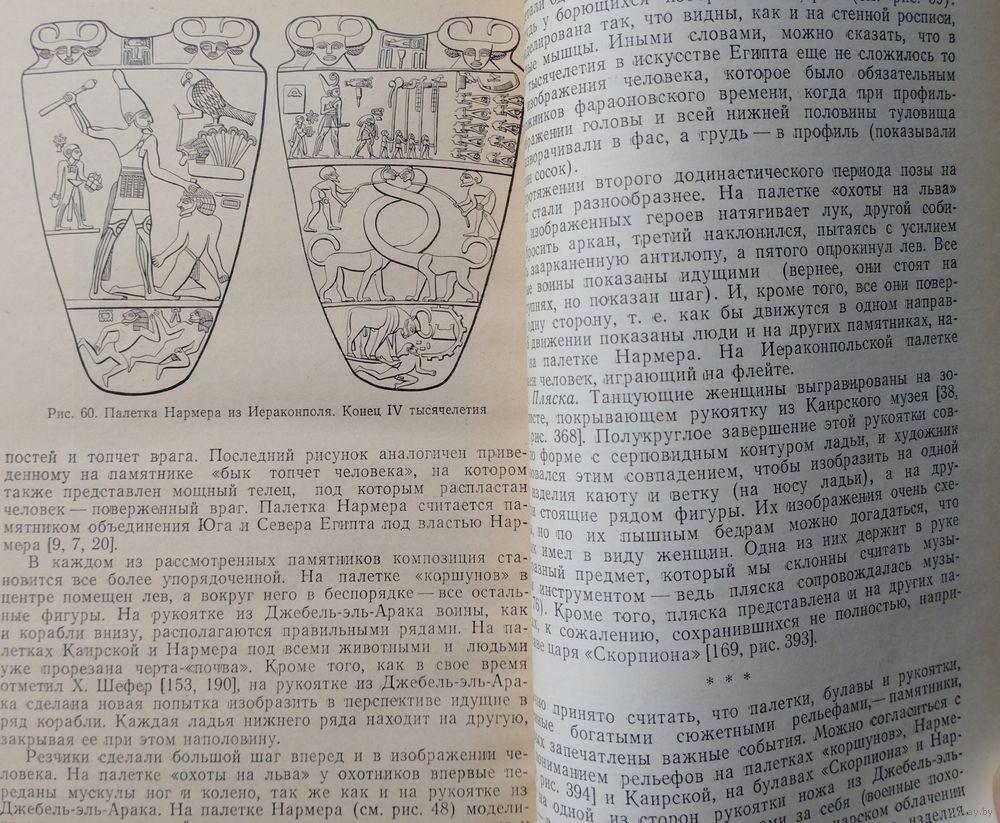 Рис. 60. Палетка Нармера из Иераконполя. Конец IV тысячелетия
постей и топчет врага. Последний рисунок аналогичен приве-
денному на памятнике «бык топчет человека», на котором
также представлен мощный телец, под которым распластан
человек — поверженный враг. Палетка Нармера считается па-
мятником объединения Юга и Севера Египта под властью Нар-
мера [9, 7, 20].
В каждом из рассмотренных памятников композиция ста-
новится все более упорядоченной. На палетке «коршунов» в
центре помещен лев, а вокруг него в беспорядке — все осталь-
ные фигуры. На рукоятке из Джебель-эль-Арака воины, как
и корабли внизу, располагаются правильными рядами. На па-
летках Каирской и Нармера под всеми животными и людьми
уже прорезана черта-«почва». Кроме того, как в свое время
отметил Х. Шефер [153, 190], на рукоятке из Джебель-эль-Ара-
ка сделана новая попытка изобразить в перспективе идущие в
ряд корабли. Каждая ладья нижнего ряда находит на другую,
закрывая ее при этом наполовину.
Резчики сделали большой шаг вперед и в изображении че-
ловека. На палетке «охоты на льва» у охотников впервые пе-
реданы мускулы ног и колено, так же как и на рукоятке из
Джебель-эль-Арака. На палетке Нармера (см. рис. 48) модели-
у борющихся
так, что видны, как и на стенной росписи,
мышцы. Иными словами, можно сказать, что в
тысячелетия в искусстве Египта еще не сложилось то
изображения человека, которое было обязательным
фараоновского времени, когда при профиль-
головы и всей нижней половины туловища
в фас, а грудь — в профиль (показывали
сосок).
второго додинастического периода позы на
стали разнообразнее. На палетке «охоты на льва»
изображенных героев натягивает лук, другой соби-
аркан, третий наклонился, пытаясь с усилием
заарканенную антилопу, а пятого опрокинул лев. Все
воины показаны идущими (вернее, они стоят на
но показан шаг). И, кроме того, все они повер-
одну сторону, т. е. как бы движутся в одном направ-
движении показаны люди и на других памятниках, на-
палетке Нармера. На Иераконпольской палетке
человек, играющий на флейте.
Пляска. Танцующие женщины выгравированы на зо-
покрывающем рукоятку из Каирского музея [38,
рис. 368]. Полукруглое завершение этой рукоятки сов-
форме с серповидным контуром ладьи, и художник
этим совпадением, чтобы изобразить на одной
изделия каюту и ветку (на носу ладьи), а на дру-
стоящие рядом фигуры. Их изображения очень схе-
но по их пышным бедрам можно догадаться, что
имел в виду женщин. Одна из них держит в руке
предмет, который мы склонны считать музы-
инструментом — ведь пляска сопровождалась музы-
Кроме того, пляска представлена и на других па-
к сожалению, сохранившихся не полностью, напри-
царя «Скорпиона» [169, рис. 393].
* * *
принято считать, что палетки, булавы и рукоятки,
богатыми сюжетными рельефами, — памятники,
запечатлены важные события. Можно согласиться с
рельефов на палетках «коршунов», Нарме-
рис. 394] и Каирской, на булавах «Скорпиона» и Нар-
на одной из сторон рукоятки ножа из Джебель-эль-
за себя (военные похо-
облачении
изделия